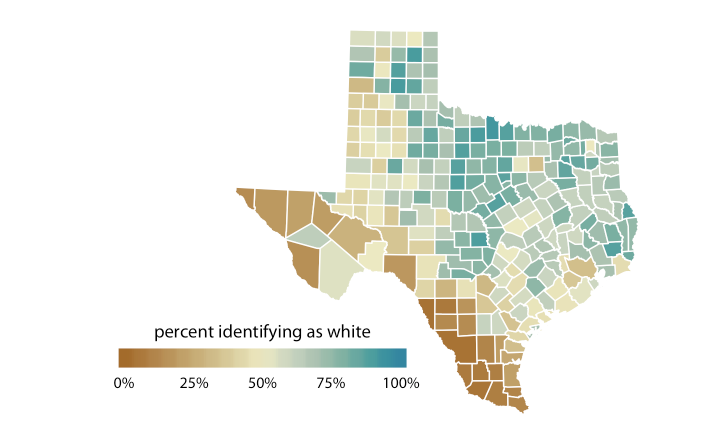 percent identifying as white
0% 25% 50% 75% 100%